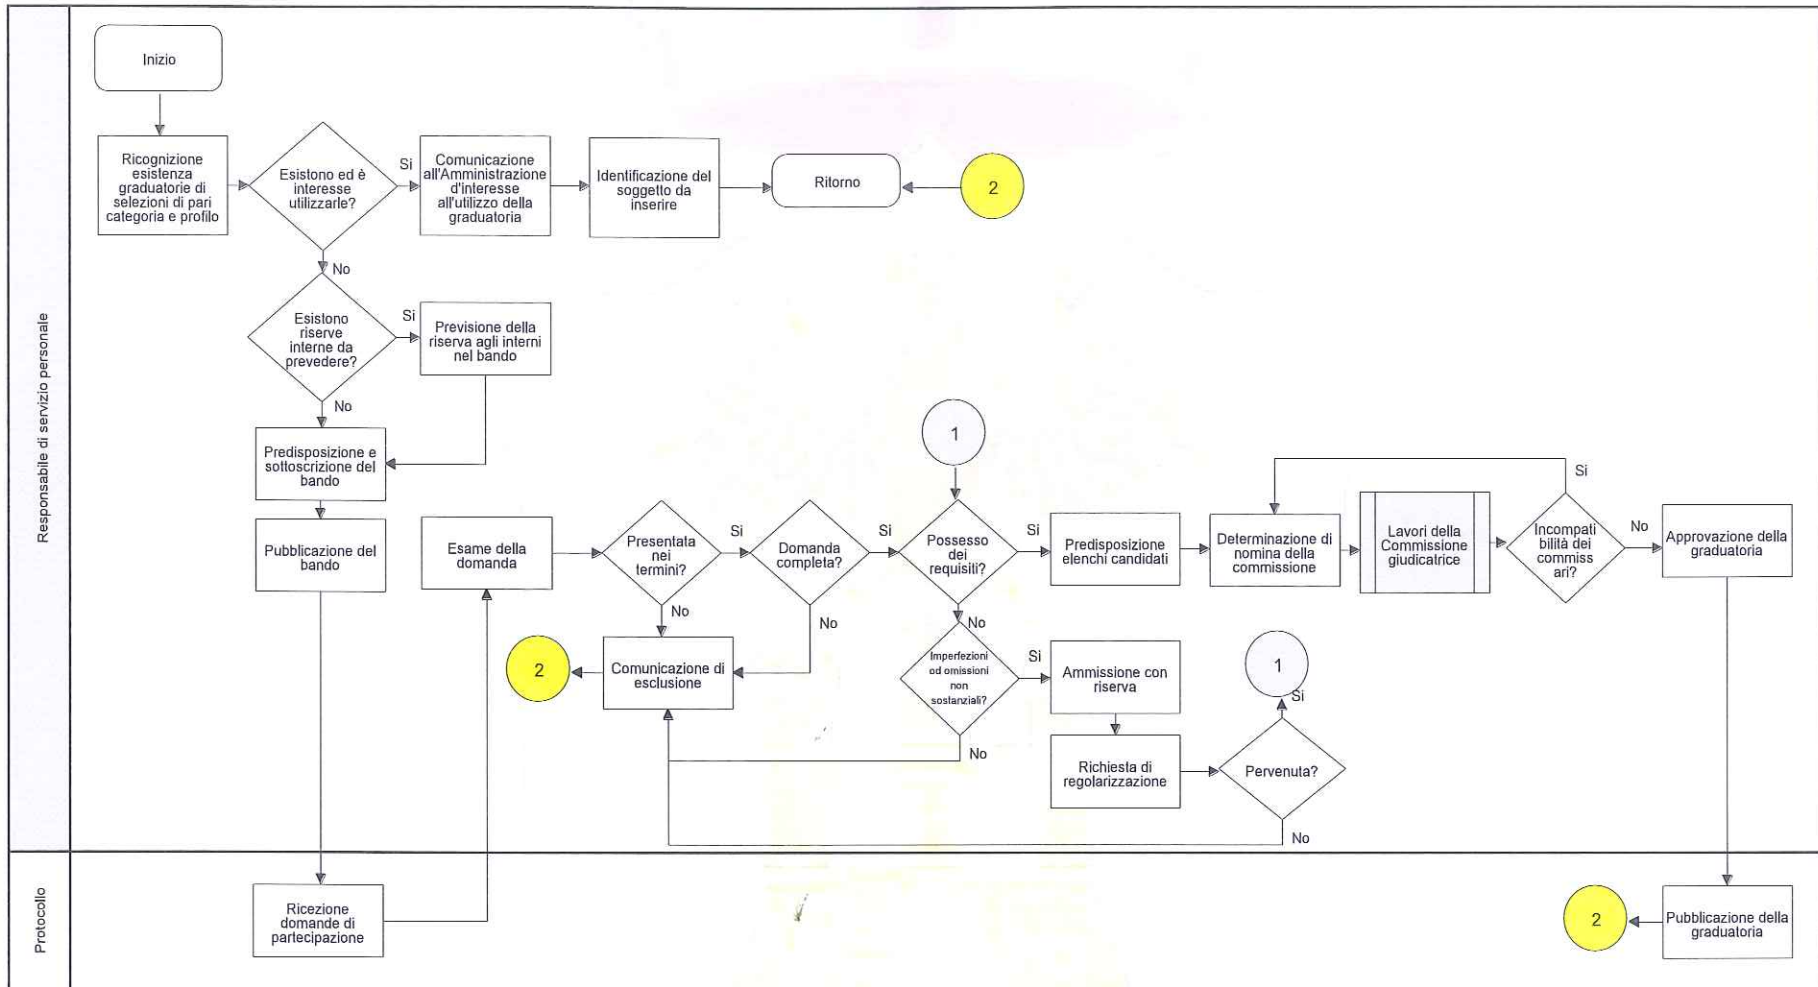 Responsabile di servizio personale
Inizio
Ricognizione
esistenza
graduatorie di
selezioni di pari
categoria e profilo
Esistono ed è
interesse
utilizzarle?
Si
Comunicazione
all'Amministrazione
d'interesse
all'utilizzo della
graduatoria
Identificazione del
soggetto da
inserire
Ritorno
2
No
Esistono
riserve
interne da
prevedere?
Si
Previsione della
riserva agli interni
nel bando
No
Predisposizione e
sottoscrizione del
bando
Pubblicazione del
bando
Esame della
domanda
Presentata
nei
termini?
Si
Domanda
completa?
Si
1
Possesso
dei
requisiti?
Si
Predisposizione
elenchi candidati
Determinazione di
nomina della
commissione
Lavori della
Commissione
giudicatrice
Incompati
bilità dei
commiss
ari?
Si
No
Approvazione della
graduatoria
No
No
No
2
Comunicazione di
esclusione
Imperfezioni
od omissioni
non
sostanziali?
Si
Ammissione con
riserva
1
Si
No
Richiesta di
regolarizzazione
Pervenuta?
No
Protocollo
Ricezione
domande di
partecipazione
2
Pubblicazione della
graduatoria